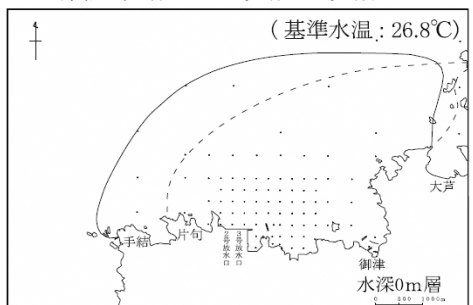 (基準水温：26.8℃)
大芦
手結
片句
2号放水口
3号放水口
御津
水深0m層
0 500 1000m